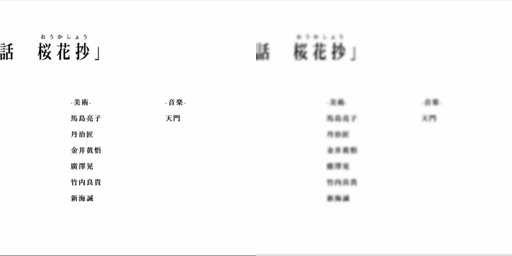 おうかしょう
話 桜花抄」
-美術-
馬島亮子
丹治匠
金井眞悟
廣澤晃
竹内良貴
新海誠
-音楽-
天門
おうかしょう
話 桜花抄」
-美術-
馬島亮子
丹治匠
金井眞悟
廣澤晃
竹内良貴
新海誠
-音楽-
天門